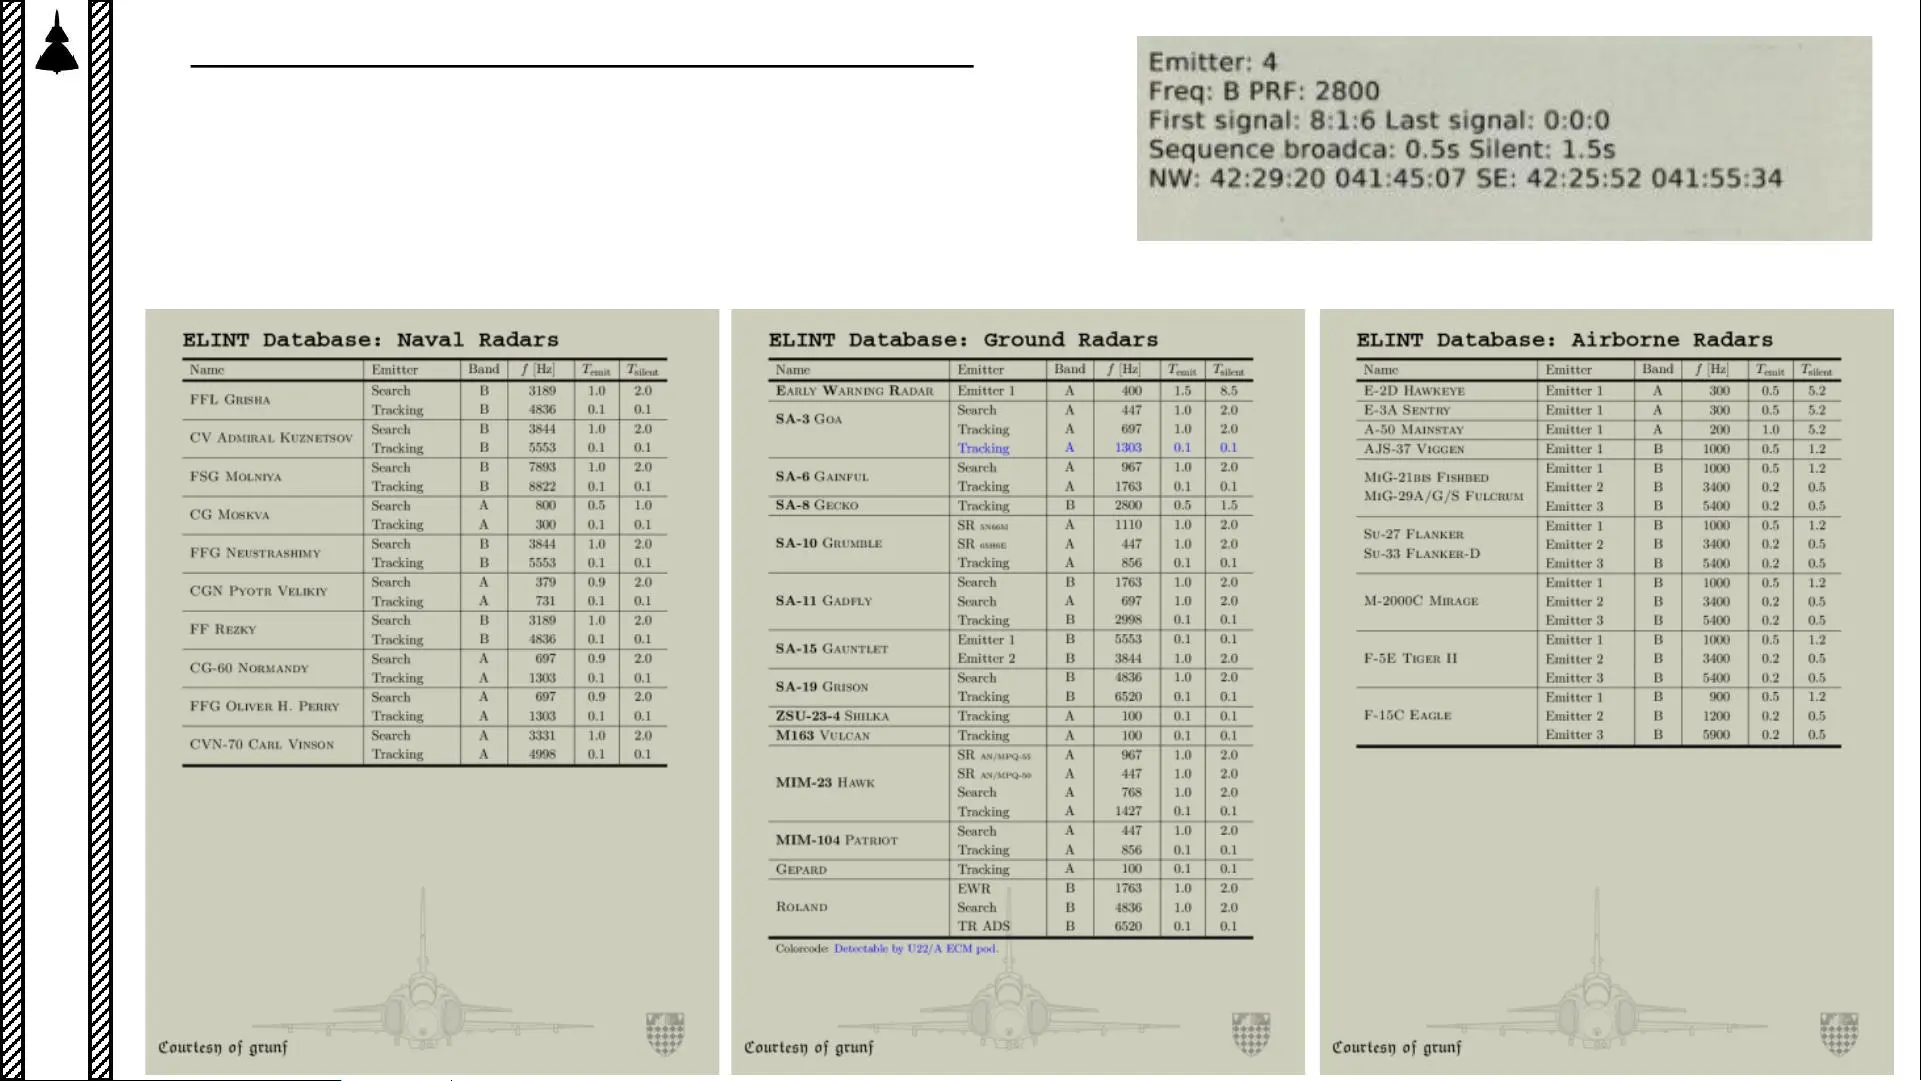 Emitter: 4
Freq: B PRF: 2800
First signal: 8:1:6 Last signal: 0:0:0
Sequence broadca: 0.5s Silent: 1.5s
NW: 42:29:20 041:45:07 SE: 42:25:52 041:55:34
ELINT Database: Naval Radars
Name Emitter Band f [Hz] Temit Tsilent
FFL GRISHA
Search B 3189 1.0 2.0
Tracking B 4836 0.1 0.1
CV ADMIRAL KUZNETSOV
Search B 3844 1.0 2.0
Tracking B 5553 0.1 0.1
FSG MOLNIYA
Search B 7893 1.0 2.0
Tracking B 8822 0.1 0.1
CG MOSKVA
Search A 800 0.5 1.0
Tracking A 300 0.1 0.1
FFG NEUSTRASHIMY
Search B 3844 1.0 2.0
Tracking B 5553 0.1 0.1
CGN PYOTR VELIKIY
Search A 379 0.9 2.0
Tracking A 731 0.1 0.1
FF REZKY
Search B 3189 1.0 2.0
Tracking B 4836 0.1 0.1
CG-60 NORMANDY
Search A 697 0.9 2.0
Tracking A 1303 0.1 0.1
FFG OLIVER H. PERRY
Search A 697 0.9 2.0
Tracking A 1303 0.1 0.1
CVN-70 CARL VINSON
Search A 3331 1.0 2.0
Tracking A 4998 0.1 0.1
Courtesy of grunf
ELINT Database: Ground Radars
Name Emitter Band f [Hz] Temit Tsilent
EARLY WARNING RADAR Emitter 1 A 400 1.5 8.5
SA-3 GOA
Search A 447 1.0 2.0
Tracking A 697 1.0 2.0
Tracking A 1303 0.1 0.1
SA-6 GAINFUL
Search A 967 1.0 2.0
Tracking A 1763 0.1 0.1
SA-8 GECKO Tracking B 2800 0.5 1.5
SA-10 GRUMBLE
SR 5N66M A 1110 1.0 2.0
SR 65H6E A 447 1.0 2.0
Tracking A 856 0.1 0.1
SA-11 GADFLY
Search B 1763 1.0 2.0
Search A 697 1.0 2.0
Tracking B 2998 0.1 0.1
SA-15 GAUNTLET
Emitter 1 B 5553 0.1 0.1
Emitter 2 B 3844 1.0 2.0
SA-19 GRISON
Search B 4836 1.0 2.0
Tracking B 6520 0.1 0.1
ZSU-23-4 SHILKA Tracking A 100 0.1 0.1
M163 VULCAN Tracking A 100 0.1 0.1
MIM-23 HAWK
SR AN/MPQ-55 A 967 1.0 2.0
SR AN/MPQ-50 A 447 1.0 2.0
Search A 768 1.0 2.0
Tracking A 1427 0.1 0.1
MIM-104 PATRIOT
Search A 447 1.0 2.0
Tracking A 856 0.1 0.1
GEPARD Tracking A 100 0.1 0.1
ROLAND
EWR B 1763 1.0 2.0
Search B 4836 1.0 2.0
TR ADS B 6520 0.1 0.1
Colorcode: Detectable by U22/A ECM pod.
Courtesy of grunf
ELINT Database: Airborne Radars
Name Emitter Band f [Hz] Temit Tsilent
E-2D HAWKEYE Emitter 1 A 300 0.5 5.2
E-3A SENTRY Emitter 1 A 300 0.5 5.2
A-50 MAINSTAY Emitter 1 A 200 1.0 5.2
AJS-37 VIGGEN Emitter 1 B 1000 0.5 1.2
MIG-21BIS FISHBED
MIG-29A/G/S FULCRUM
Emitter 1 B 1000 0.5 1.2
Emitter 2 B 3400 0.2 0.5
Emitter 3 B 5400 0.2 0.5
SU-27 FLANKER
SU-33 FLANKER-D
Emitter 1 B 1000 0.5 1.2
Emitter 2 B 3400 0.2 0.5
Emitter 3 B 5400 0.2 0.5
M-2000C MIRAGE
Emitter 1 B 1000 0.5 1.2
Emitter 2 B 3400 0.2 0.5
Emitter 3 B 5400 0.2 0.5
F-5E TIGER II
Emitter 1 B 1000 0.5 1.2
Emitter 2 B 3400 0.2 0.5
Emitter 3 B 5400 0.2 0.5
F-15C EAGLE
Emitter 1 B 900 0.5 1.2
Emitter 2 B 1200 0.2 0.5
Emitter 3 B 5900 0.2 0.5
Courtesy of grunf